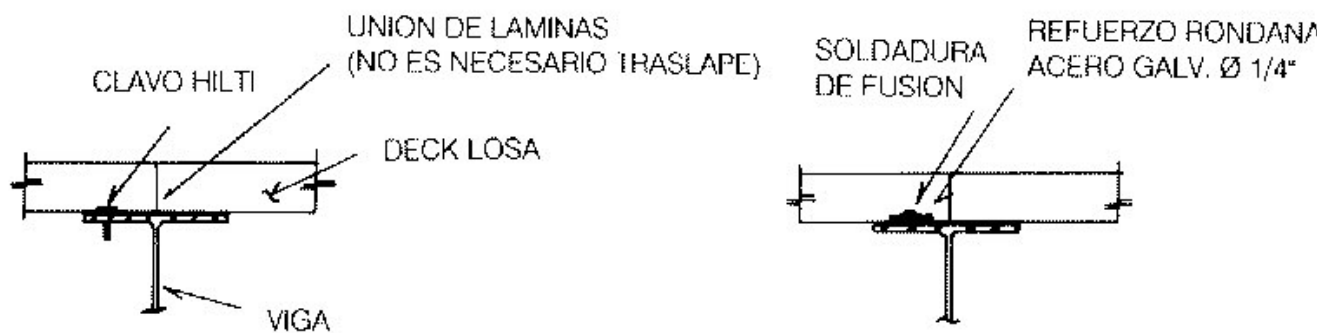 UNION DE LAMINAS
(NO ES NECESARIO TRASLAPE)
CLAVO HILTI
DECK LOSA
VIGA
SOLDADURA
DE FUSION
REFUERZO RONDANA
ACERO GALV. Ø 1/4"